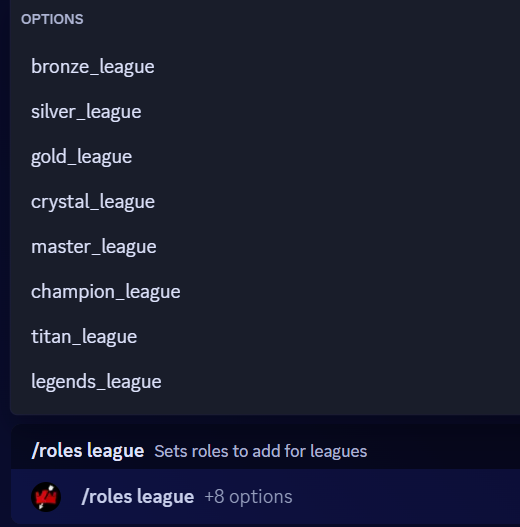 OPTIONS
bronze_league
silver_league
gold_league
crystal_league
master_league
champion_league
titan_league
legends_league
/roles league Sets roles to add for leagues
/roles league +8 options